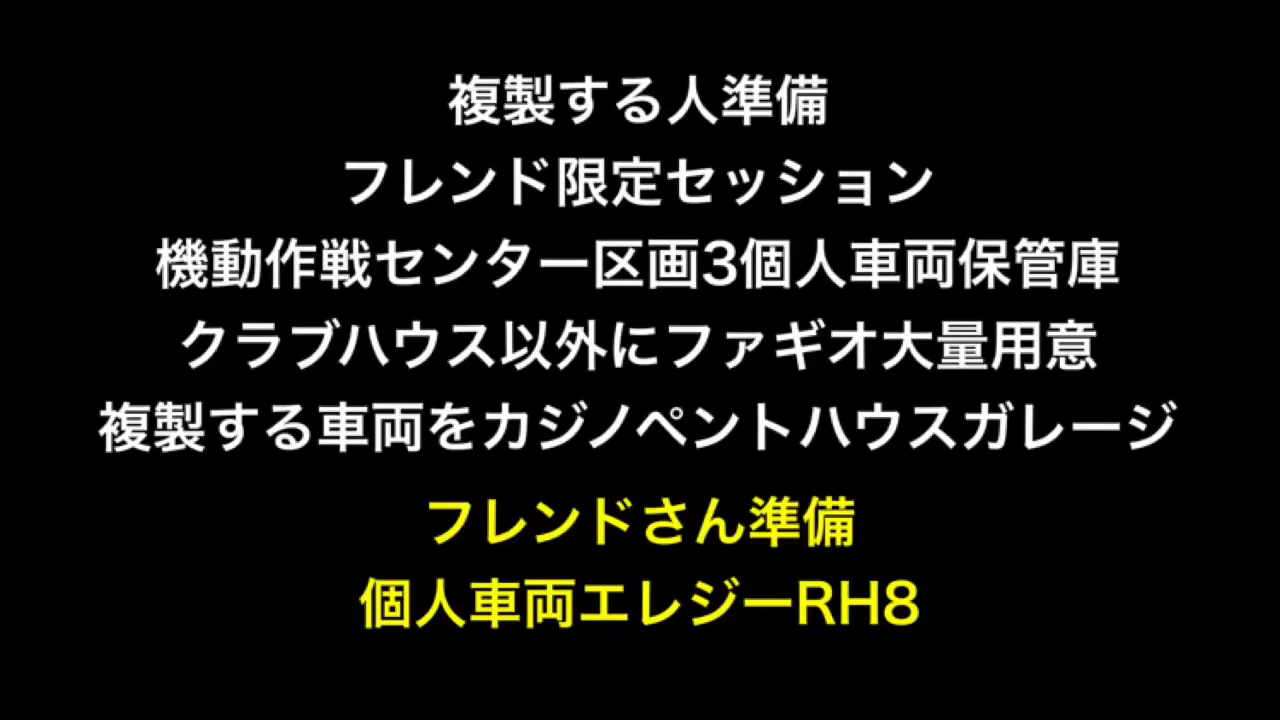 複製する人準備
フレンド限定セッション
機動作戦センター区画3個人車両保管庫
クラブハウス以外にファギオ大量用意
複製する車両をカジノペントハウスガレージ
フレンドさん準備
個人車両エレジーRH8